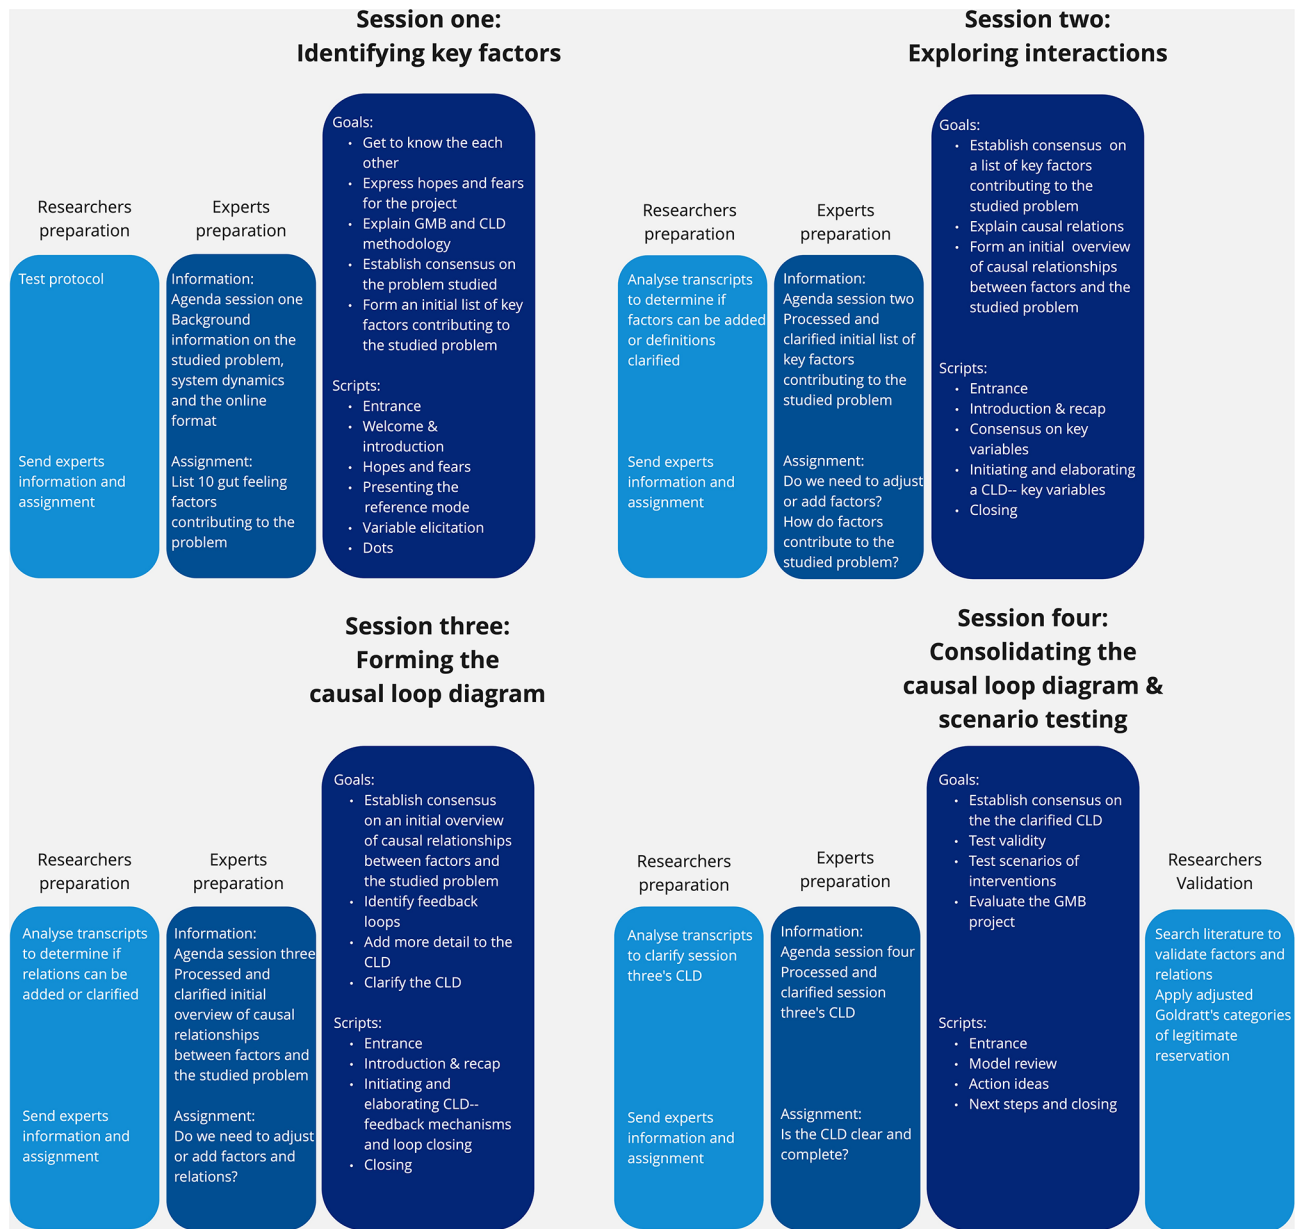 Session one:
Identifying key factors
Researchers
preparation
Test protocol
Send experts
information and
assignment
Experts
preparation
Information:
Agenda session one
Background
information on the
studied problem,
system dynamics
and the online
format
Assignment:
List 10 gut feeling
factors
contributing to the
problem
Goals:
• Get to know the each
other
• Express hopes and fears
for the project
• Explain GMB and CLD
methodology
• Establish consensus on
the problem studied
• Form an initial list of key
factors contributing to
the studied problem
Scripts:
• Entrance
• Welcome &
introduction
• Hopes and fears
• Presenting the
reference mode
• Variable elicitation
• Dots
Session two:
Exploring interactions
Researchers
preparation
Analyse transcripts
to determine if
factors can be added
or definitions
clarified
Send experts
information and
assignment
Experts
preparation
Information:
Agenda session two
Processed and
clarified initial list of
key factors
contributing to the
studied problem
Assignment:
Do we need to adjust
or add factors?
How do factors
contribute to the
studied problem?
Goals:
• Establish consensus on
a list of key factors
contributing to the
studied problem
• Explain causal relations
• Form an initial overview
of causal relationships
between factors and the
studied problem
Scripts:
• Entrance
• Introduction & recap
• Consensus on key
variables
• Initiating and elaborating
a CLD-- key variables
• Closing
Session three:
Forming the
causal loop diagram
Researchers
preparation
Analyse transcripts
to determine if
relations can be
added or clarified
Send experts
information and
assignment
Experts
preparation
Information:
Agenda session three
Processed and
clarified initial
overview of causal
relationships
between factors and
the studied problem
Assignment:
Do we need to adjust
or add factors and
relations?
Goals:
• Establish consensus
on an initial overview
of causal relationships
between factors and
the studied problem
• Identify feedback
loops
• Add more detail to the
CLD
• Clarify the CLD
Scripts:
• Entrance
• Introduction & recap
• Initiating and
elaborating CLD--
feedback mechanisms
and loop closing
• Closing
Session four:
Consolidating the
causal loop diagram &
scenario testing
Researchers
preparation
Analyse transcripts
to clarify session
three's CLD
Send experts
information and
assignment
Experts
preparation
Information:
Agenda session four
Processed and
clarified session
three's CLD
Assignment:
Is the CLD clear and
complete?
Goals:
• Establish consensus on
the the clarified CLD
• Test validity
• Test scenarios of
interventions
• Evaluate the GMB
project
Scripts:
• Entrance
• Model review
• Action ideas
• Next steps and closing
Researchers
Validation
Search literature to
validate factors and
relations
Apply adjusted
Goldratt's categories
of legitimate
reservation